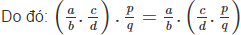 Do đó: (a/b . c/d) . p/q = a/b . (c/d . p/q)